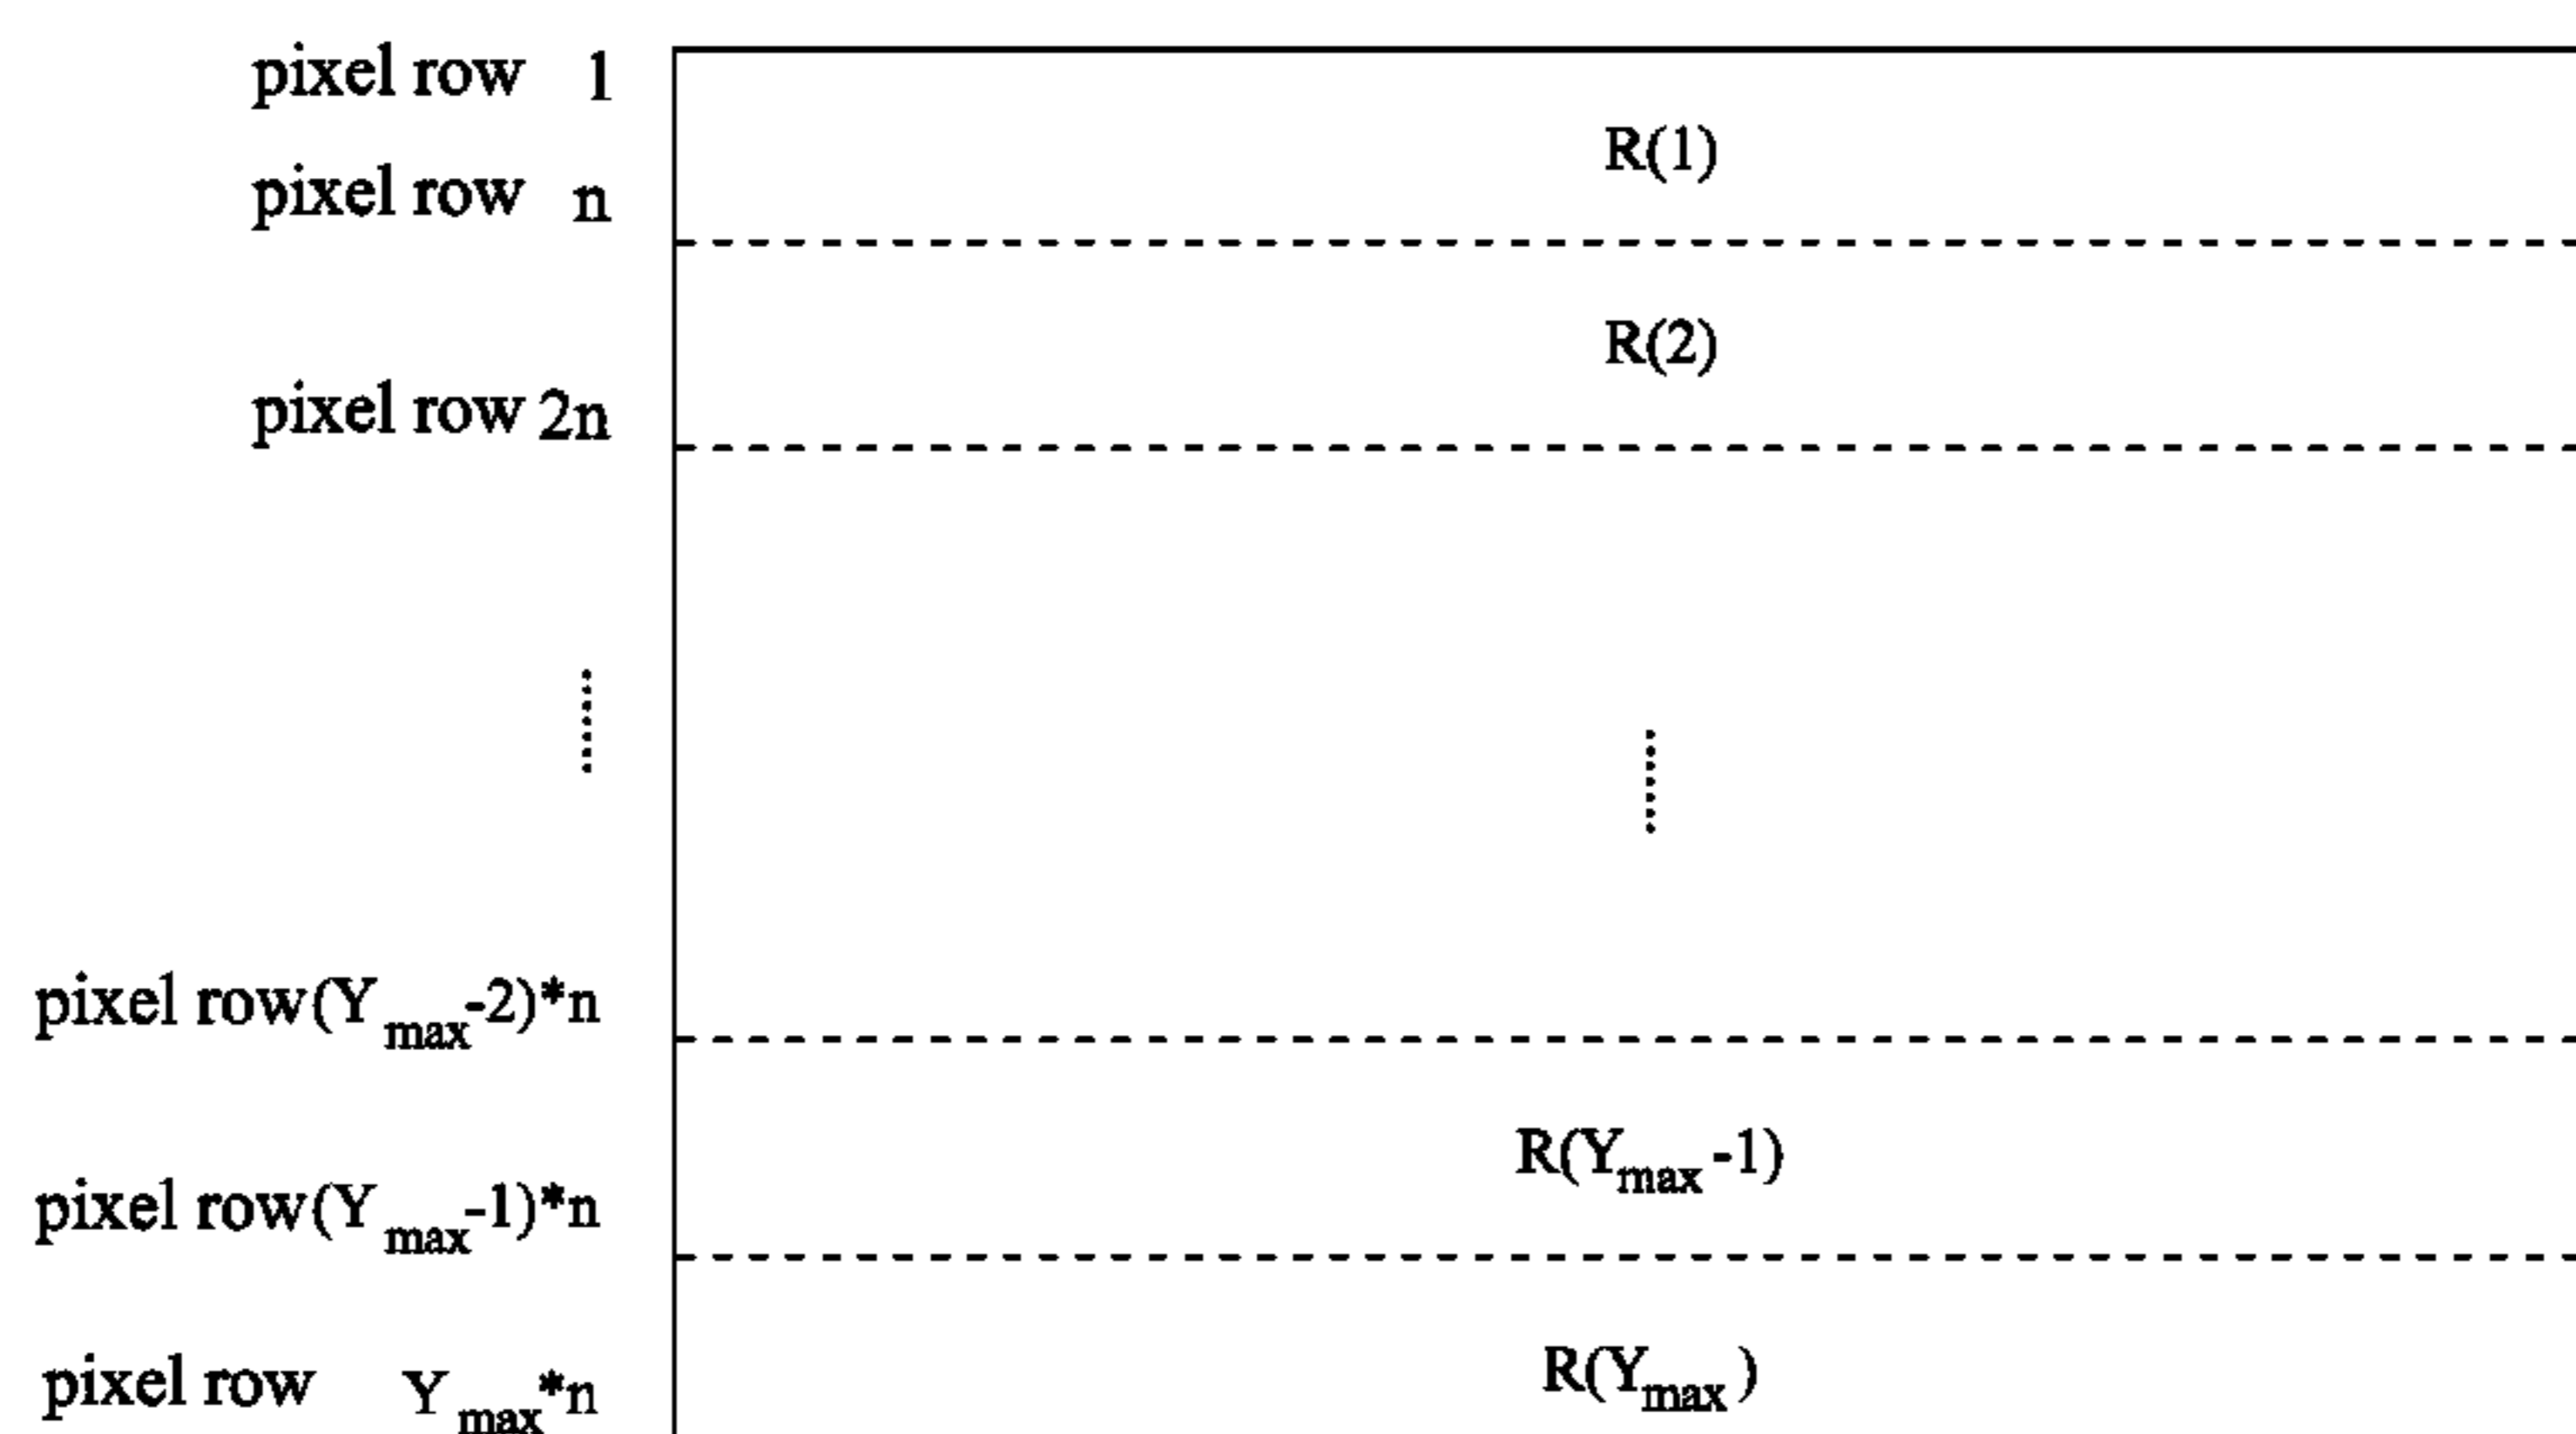 pixel row 1
R(1)
pixel row n
R(2)
pixel row 2n
pixel row(Ymax-2)*n
R(Ymax-1)
pixel row(Ymax-1)*n
R(Ymax)
pixel row Ymax*n